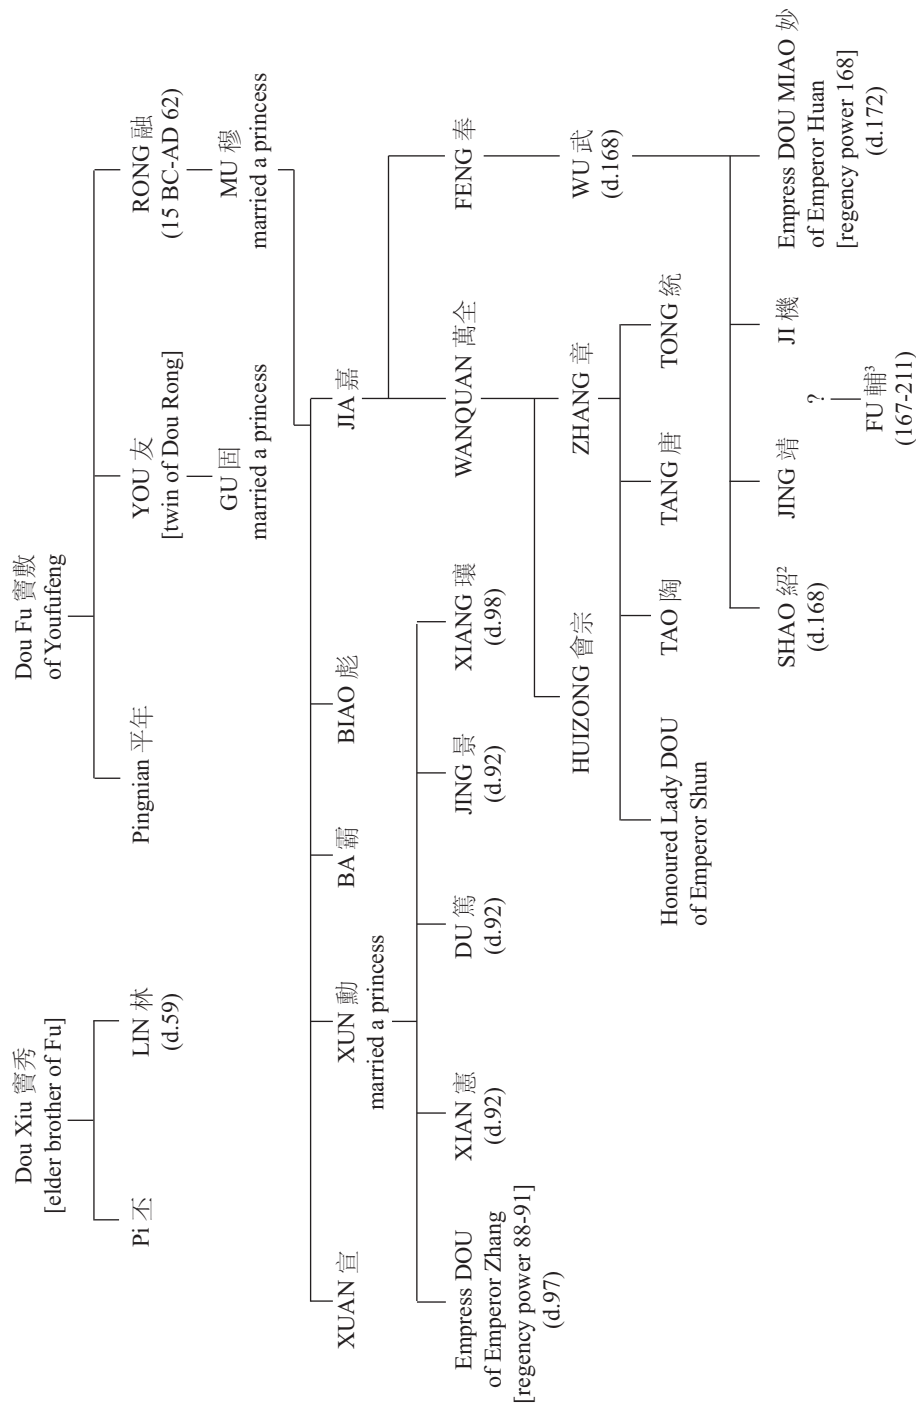 Dou Xiu 竇秀
[elder brother of Fu]
Dou Fu 竇敷
of Youfufeng
Pi 丕
LIN 林
(d.59)
Pingnian 平年
YOU 友
[twin of Dou Rong]
RONG 融
(15 BC-AD 62)
GU 固
married a princess
MU 穆
married a princess
XUAN 宣
XUN 勳
married a princess
BA 霸
BIAO 彪
JIA 嘉
Empress DOU
of Emperor Zhang
[regency power 88-91]
(d.97)
XIAN 憲
(d.92)
DU 篤
(d.92)
JING 景
(d.92)
XIANG 瓌
(d.98)
WANQUAN 萬全
FENG 奉
HUIZONG 會宗
ZHANG 章
WU 武
(d.168)
Honoured Lady DOU
of Emperor Shun
TAO 陶
TANG 唐
TONG 統
SHAO 紹²
(d.168)
JING 靖
JI 機
Empress DOU MIAO 妙
of Emperor Huan
[regency power 168]
(d.172)
?
FU 輔³
(167-211)